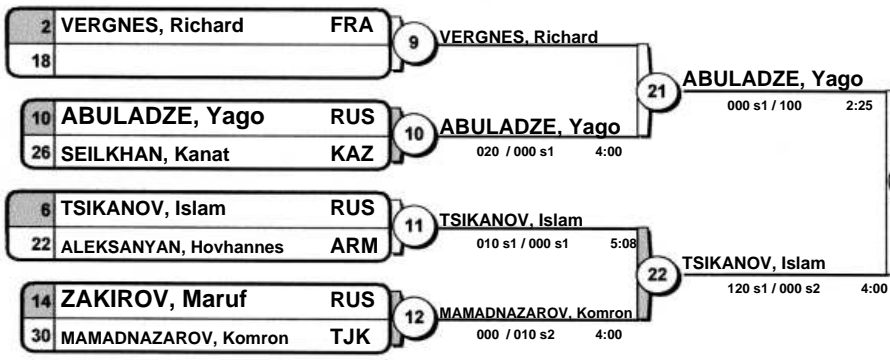 2 VERGNES, Richard FRA
18
9 VERGNES, Richard
10 ABULADZE, Yago RUS
26 SEILKHAN, Kanat KAZ
10 ABULADZE, Yago
020 / 000 s1 4:00
21 ABULADZE, Yago
000 s1 / 100 2:25
6 TSIKANOV, Islam RUS
22 ALEKSANYAN, Hovhannes ARM
11 TSIKANOV, Islam
010 s1 / 000 s1 5:08
14 ZAKIROV, Maruf RUS
30 MAMADNAZAROV, Komron TJK
12 MAMADNAZAROV, Komron
000 / 010 s2 4:00
22 TSIKANOV, Islam
120 s1 / 000 s2 4:00